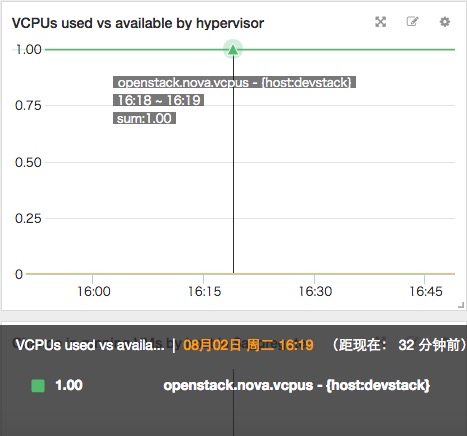 VCPUs used vs available by hypervisor
1.00
openstack.nova.vcpus - {host:devstack}
16:18 ~ 16:19
sum:1.00
0.75
0.50
0.25
0
16:00 16:15 16:30 16:45
VCPUs used vs availa... | 08月02日 周二 16:19 （距现在： 32 分钟前）
1.00 openstack.nova.vcpus - {host:devstack}